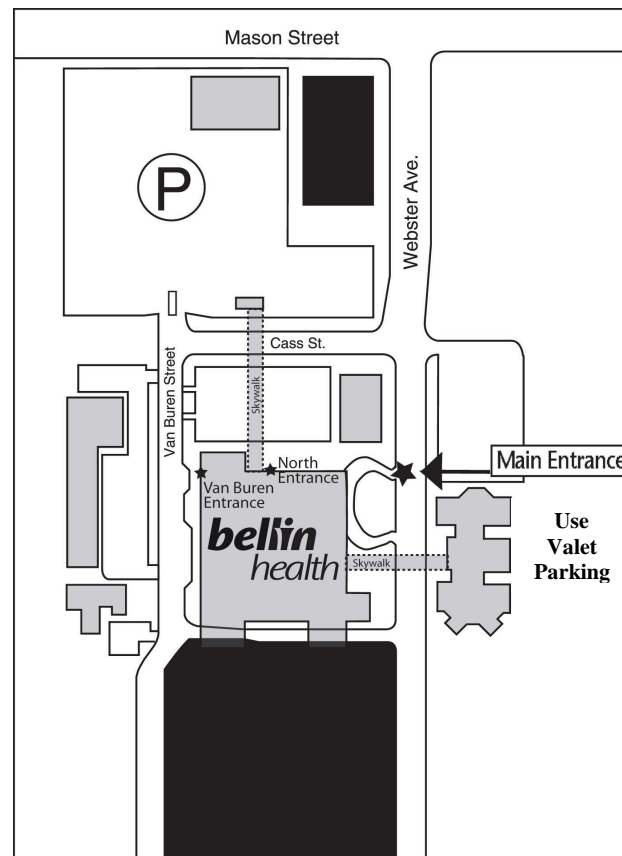 Mason Street
P
Webster Ave.
Cass St.
Van Buren Street
Skywalk
North
Entrance
Main Entrance
Van Buren
Entrance
Use
Valet
Parking
bellin
health
Skywalk